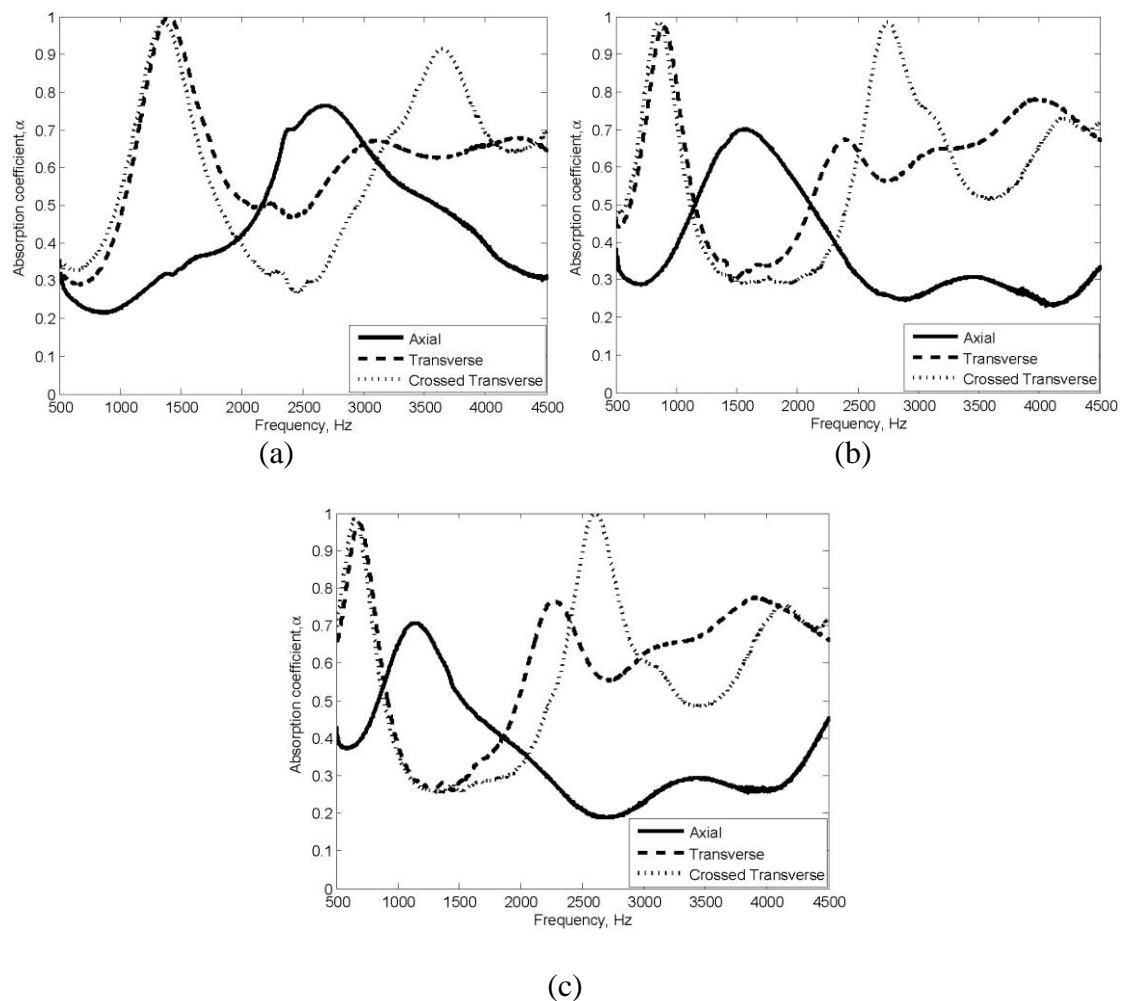 1
0.9
0.8
0.7
0.6
0.5
0.4
0.3
0.2
0.1
0
Absorption coefficient,α
500 1000 1500 2000 2500 3000 3500 4000 4500
Frequency, Hz
Axial
Transverse
Crossed Transverse
(a)
1
0.9
0.8
0.7
0.6
0.5
0.4
0.3
0.2
0.1
0
Absorption coefficient,α
500 1000 1500 2000 2500 3000 3500 4000 4500
Frequency, Hz
Axial
Transverse
Crossed Transverse
(b)
1
0.9
0.8
0.7
0.6
0.5
0.4
0.3
0.2
0.1
0
Absorption coefficient,α
500 1000 1500 2000 2500 3000 3500 4000 4500
Frequency, Hz
Axial
Transverse
Crossed Transverse
(c)